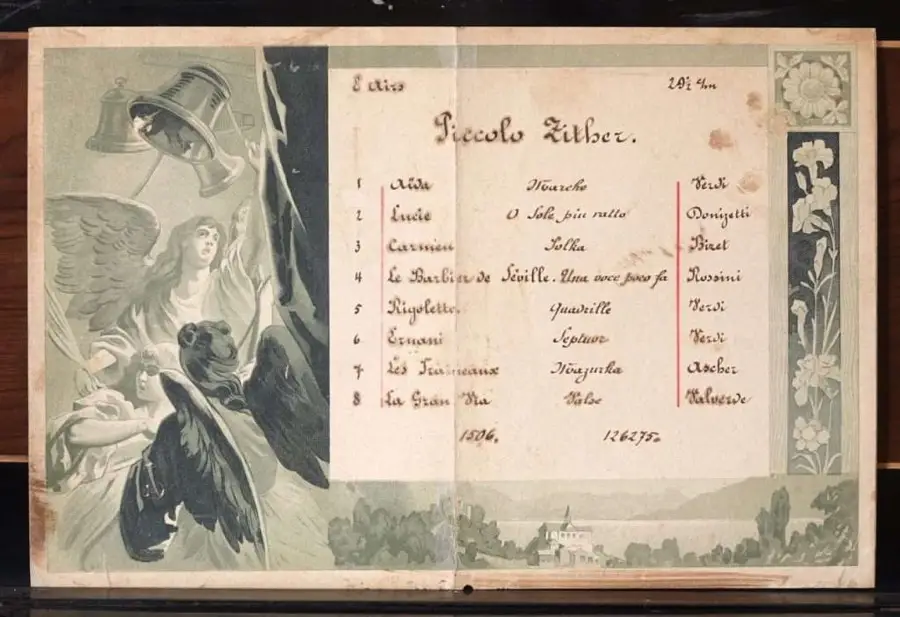 8 Airs 29½ c/m
Piccolo Zither.
1 Aïda Marche Verdi
2 Lucie O Sole piu ratto Donizetti
3 Carmen Polka Bizet
4 Le Barbier de Séville. Una voce poco fa Rossini
5 Rigoletto. Quadrille Verdi
6 Ernani Septuor Verdi
7 Les Traineaux Mazurka Ascher
8 La Gran Via Valse Valverde
1506. 126275.